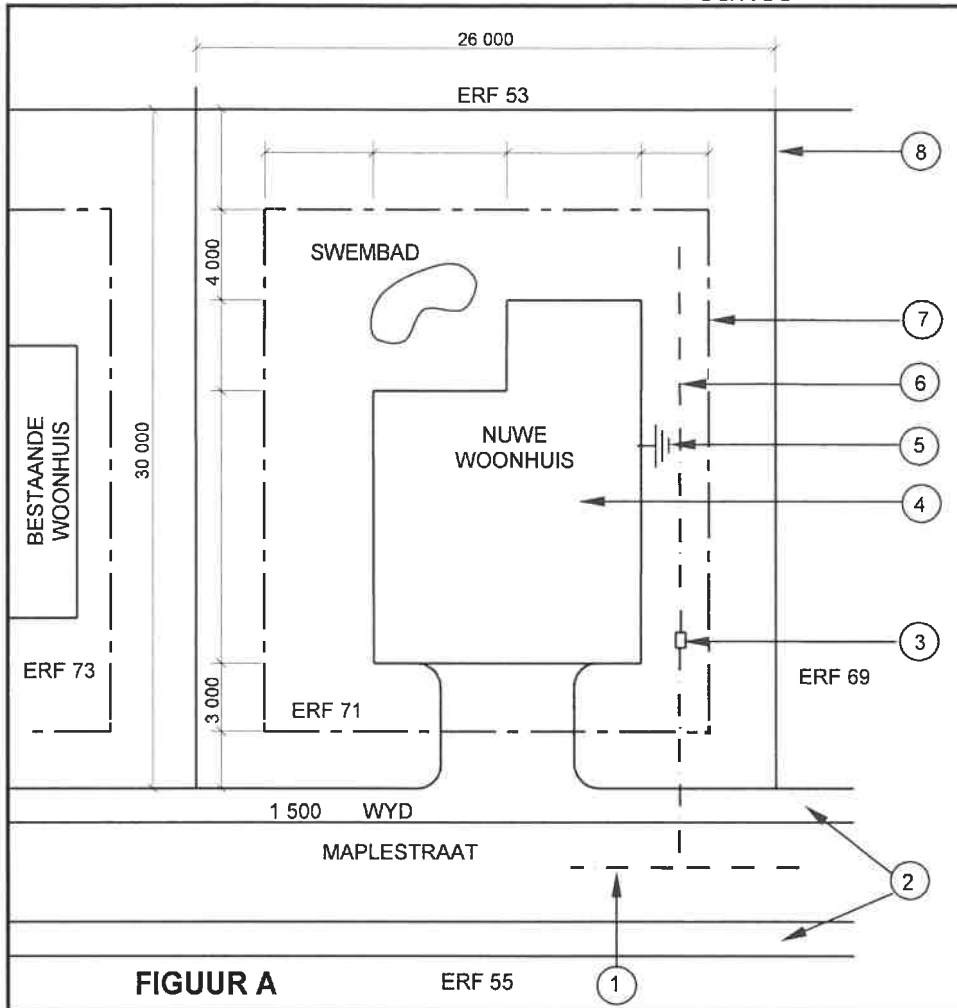 26 000
ERF 53
8
4 000
SWEMBAD
7
6
BESTAANDE
WOONHUIS
30 000
NUWE
WOONHUIS
5
4
3
ERF 73
3 000
ERF 71
ERF 69
1 500 WYD
MAPLESTRAAT
2
FIGUUR A
ERF 55
1